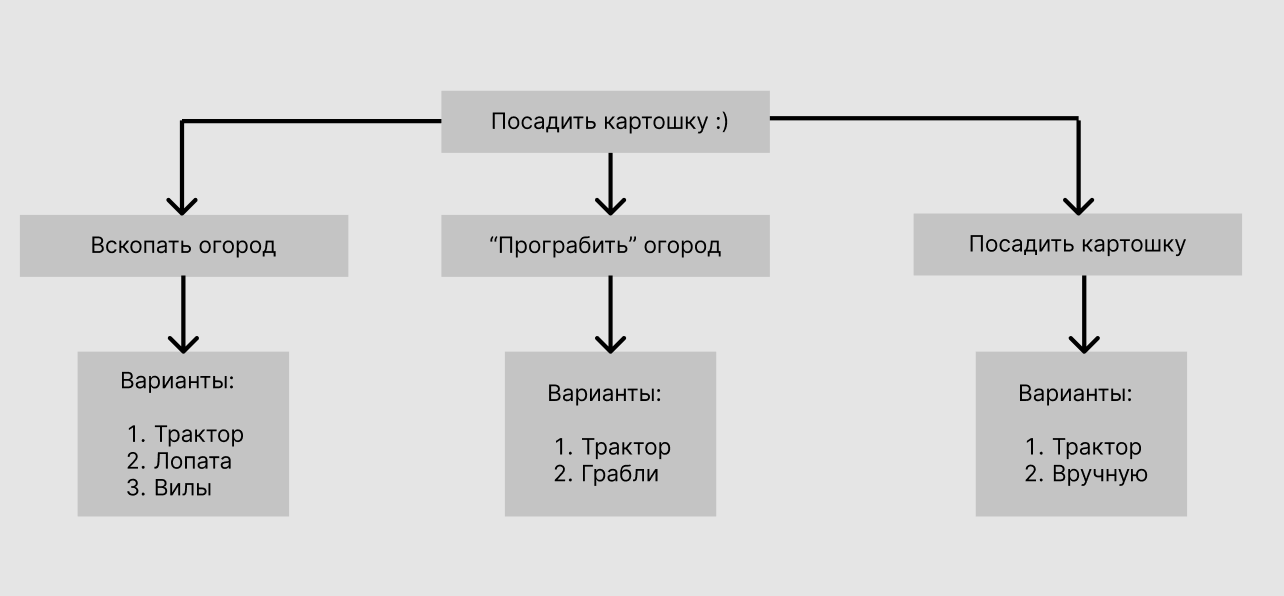 Посадить картошку :)
Вскопать огород
“Програбить” огород
Посадить картошку
Варианты:
1. Трактор
2. Лопата
3. Вилы
Варианты:
1. Трактор
2. Грабли
Варианты:
1. Трактор
2. Вручную